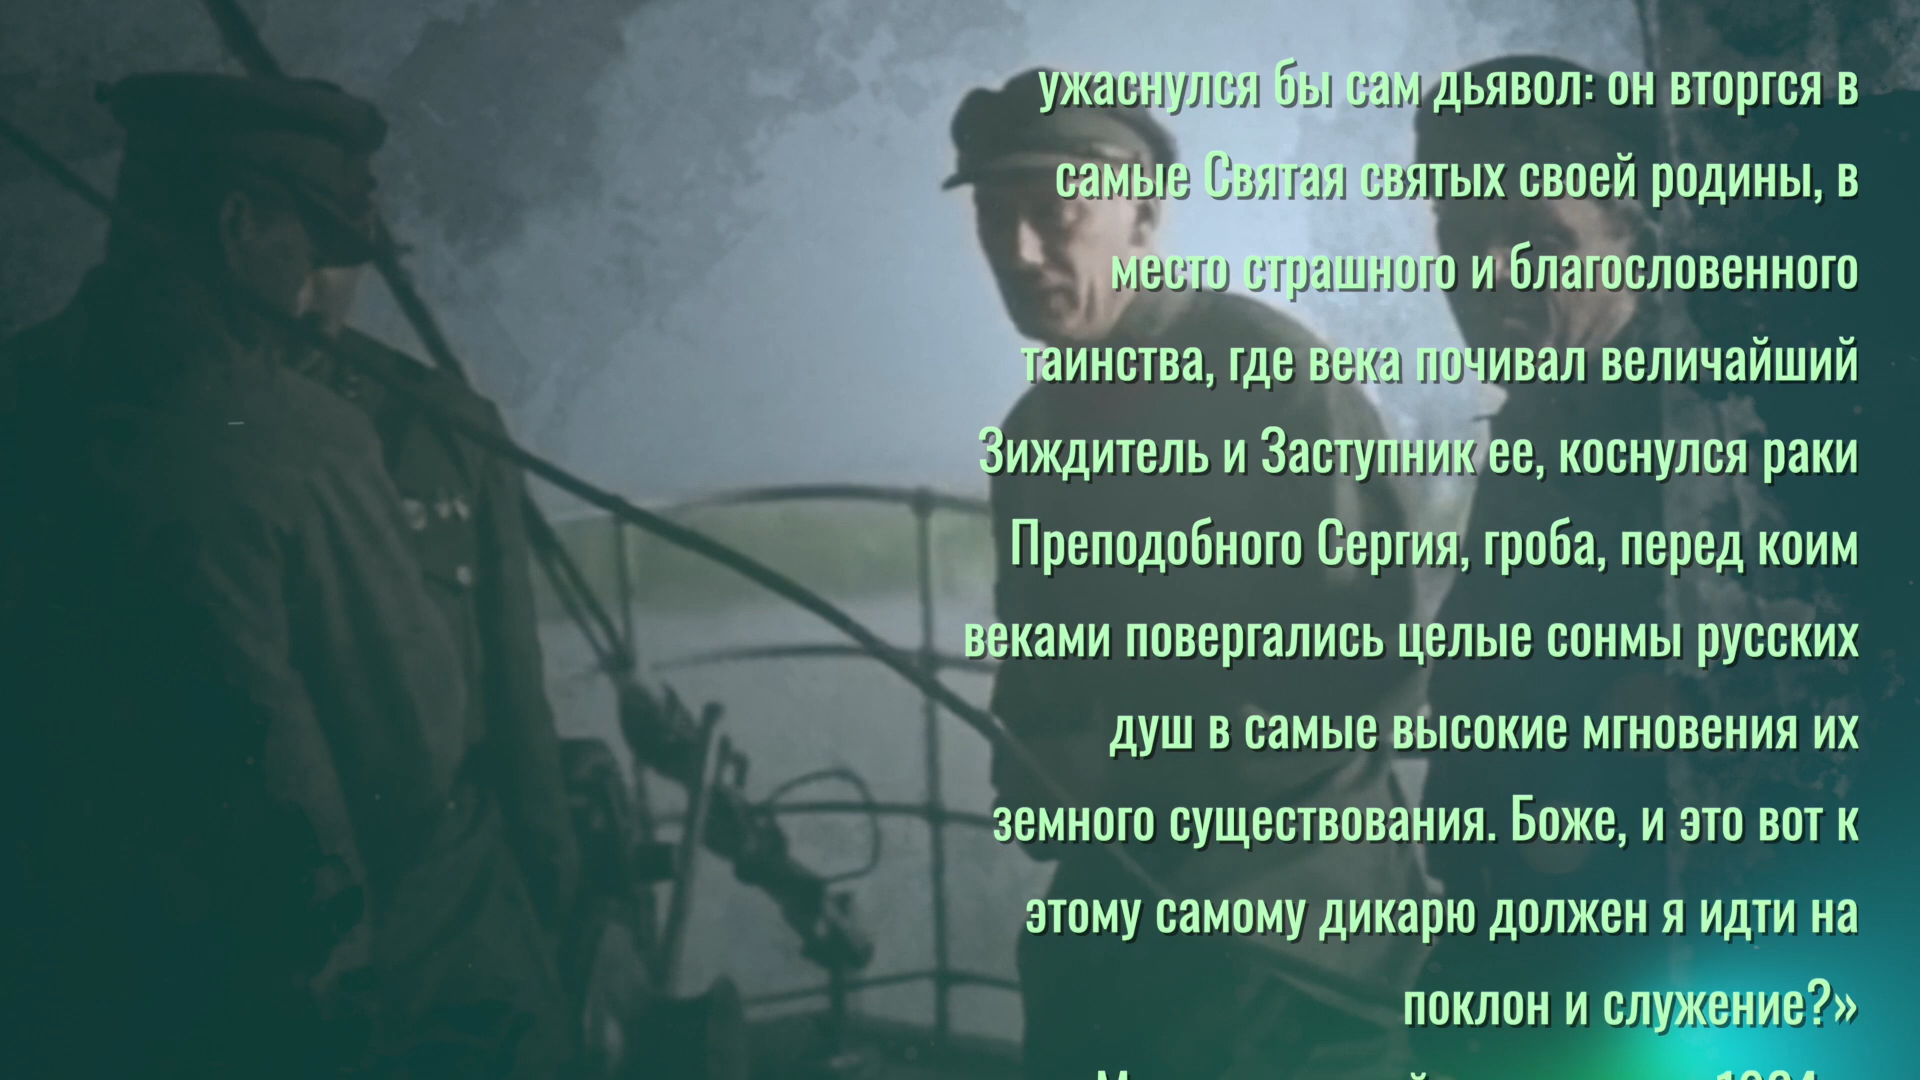 ужаснулся бы сам дьявол: он вторгся в
самые Святая святых своей родины, в
место страшного и благословенного
таинства, где века почивал величайший
Зиждитель и Заступник ее, коснулся раки
Преподобного Сергия, гроба, перед коим
веками повергались целые сонмы русских
душ в самые высокие мгновения их
земного существования. Боже, и это вот к
этому самому дикарю должен я идти на
поклон и служение?»